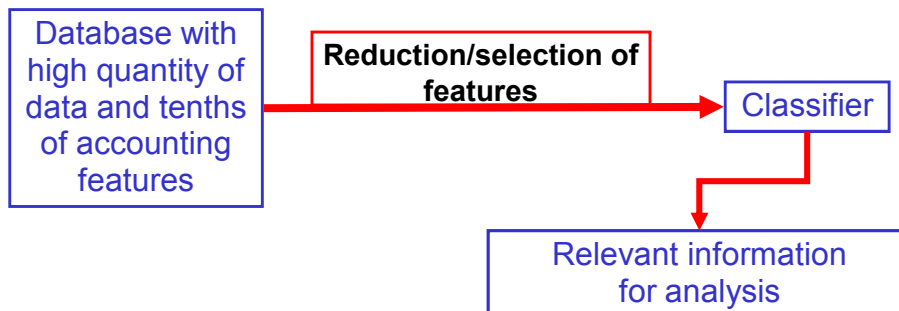 Database with
high quantity of
data and tenths
of accounting
features
Reduction/selection of
features
Classifier
Relevant information
for analysis